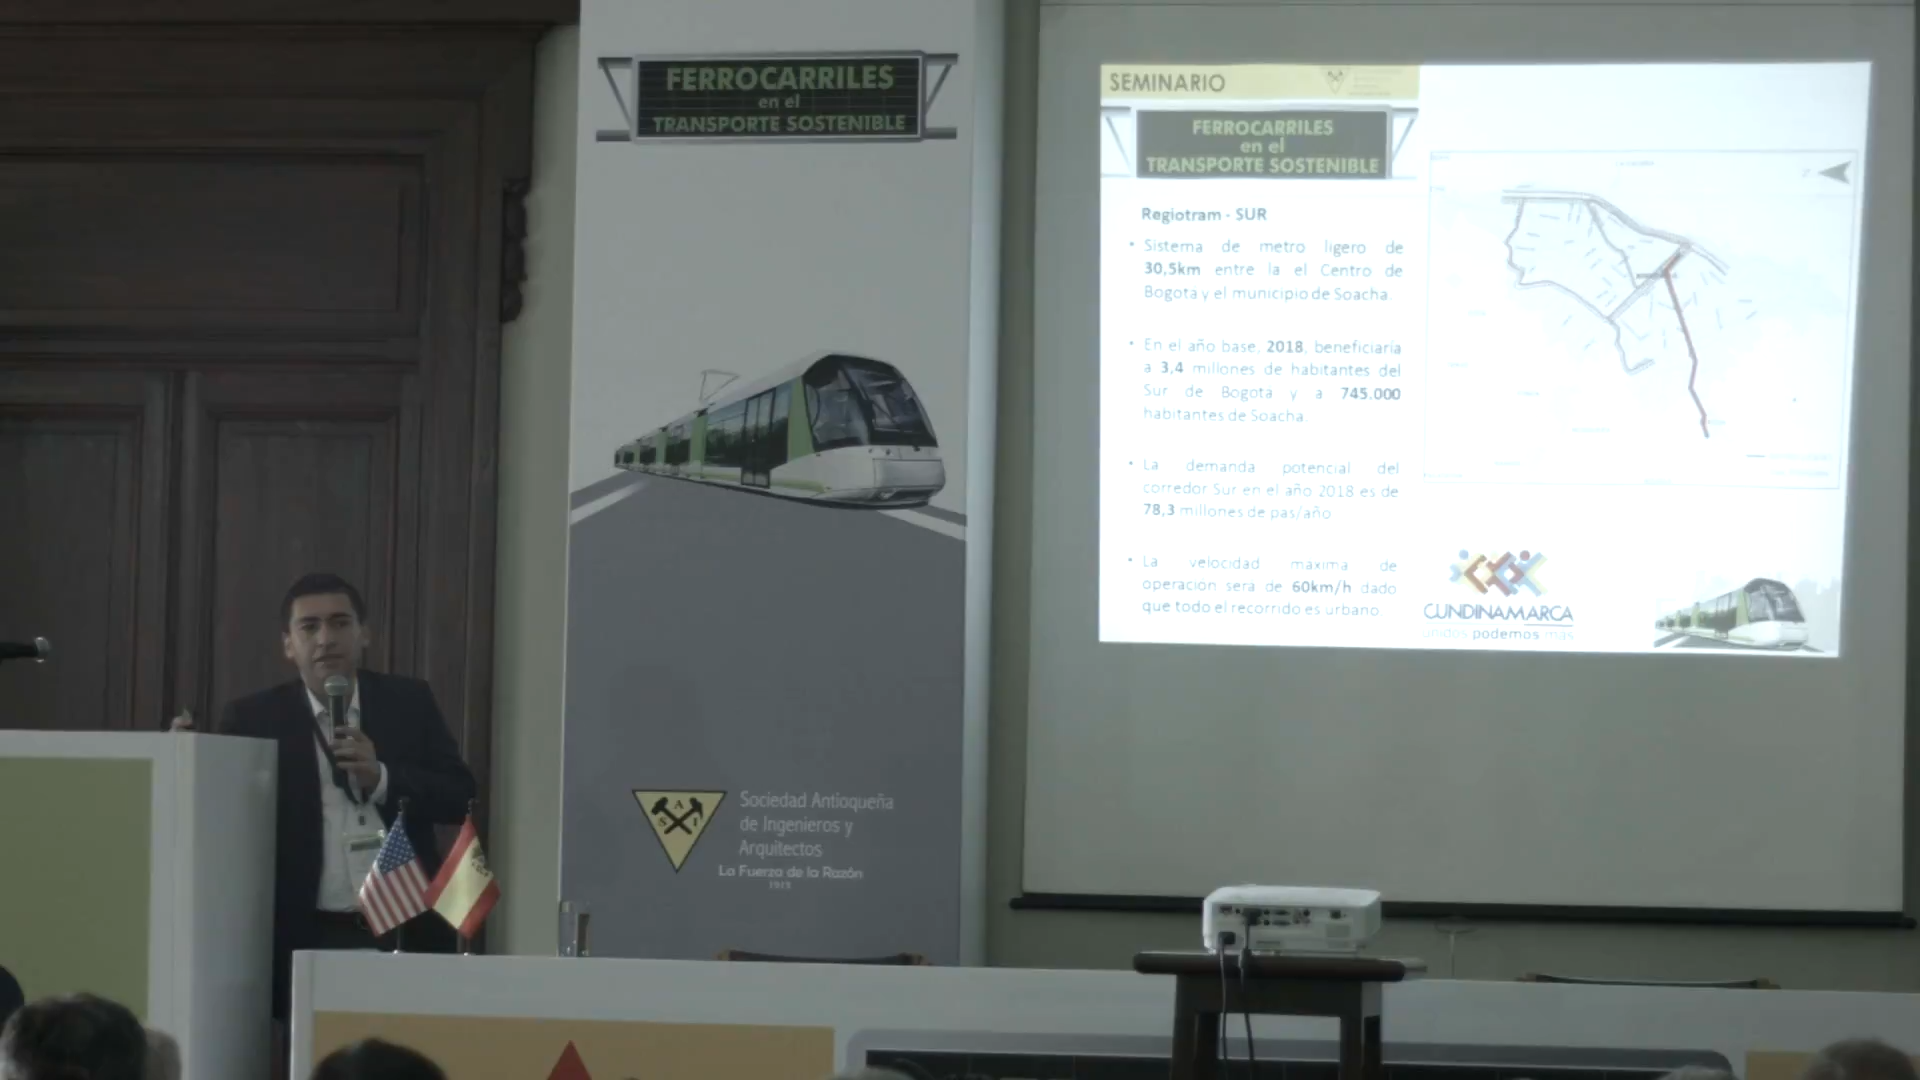 FERROCARRILES
en el
TRANSPORTE SOSTENIBLE
A
S I
Sociedad Antioqueña
de Ingenieros y
Arquitectos
La Fuerza de la Razón
1913
SEMINARIO
FERROCARRILES
en el
TRANSPORTE SOSTENIBLE
Regiotram - SUR
• Sistema de metro ligero de
30,5km entre la el Centro de
Bogota y el municipio de Soacha.
• En el año base, 2018, beneficiaria
a 3,4 millones de habitantes del
Sur de Bogota y a 745.000
habitantes de Soacha.
• La demanda potencial del
corredor Sur en el año 2018 es de
78,3 millones de pas/año
• La velocidad maxima de
operacion sera de 60km/h dado
que todo el recorrido es urbano.
CUNDINAMARCA
unidos podemos más